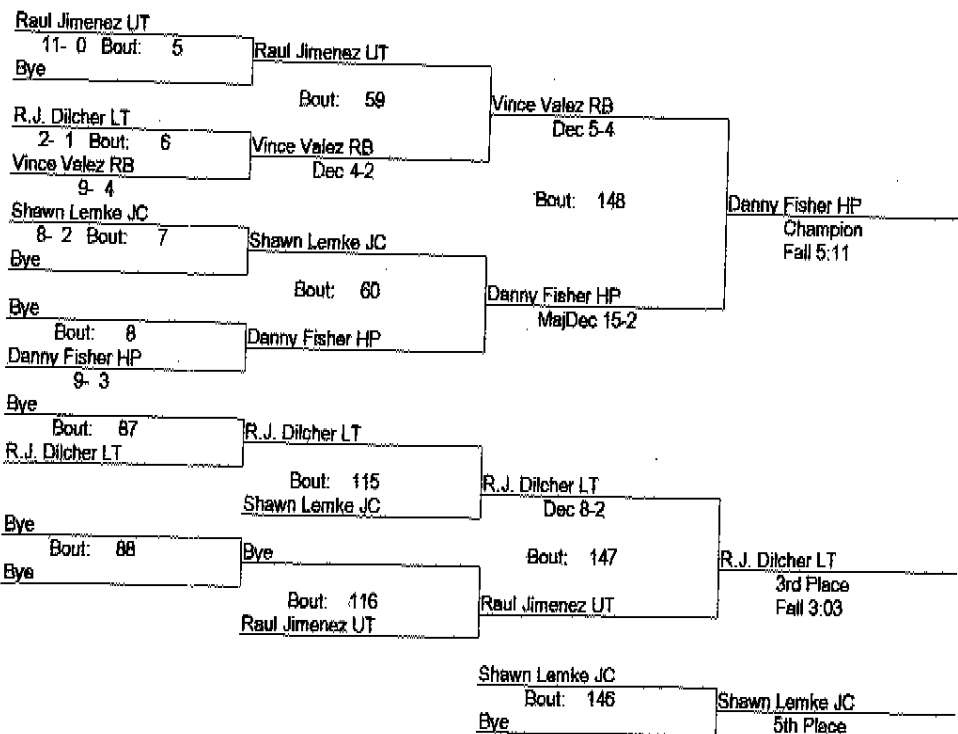 Raul Jimenez UT
11- 0 Bout: 5
Bye
Raul Jimenez UT
Bout: 59
R.J. Dilcher LT
2- 1 Bout: 6
Vince Valez RB
9- 4
Vince Valez RB
Dec 4-2
Vince Valez RB
Dec 5-4
Shawn Lemke JC
8- 2 Bout: 7
Bye
Shawn Lemke JC
Bout: 60
Bye
Bout: 8
Danny Fisher HP
9- 3
Danny Fisher HP
Danny Fisher HP
MajDec 15-2
Bout: 148
Danny Fisher HP
Champion
Fall 5:11
Bye
Bout: 87
R.J. Dilcher LT
R.J. Dilcher LT
Bout: 115
Shawn Lemke JC
R.J. Dilcher LT
Dec 8-2
Bye
Bout: 88
Bye
Bye
Bout: 116
Raul Jimenez UT
Raul Jimenez UT
Bout: 147
R.J. Dilcher LT
3rd Place
Fall 3:03
Shawn Lemke JC
Bout: 146
Bye
Shawn Lemke JC
5th Place